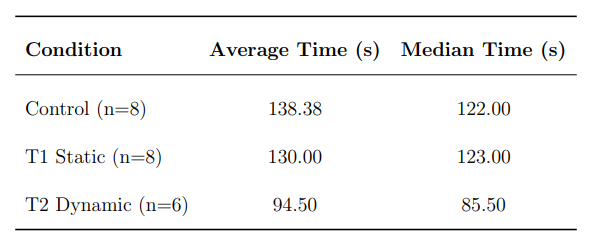 Condition Average Time (s) Median Time (s)
Control (n=8) 138.38 122.00
T1 Static (n=8) 130.00 123.00
T2 Dynamic (n=6) 94.50 85.50